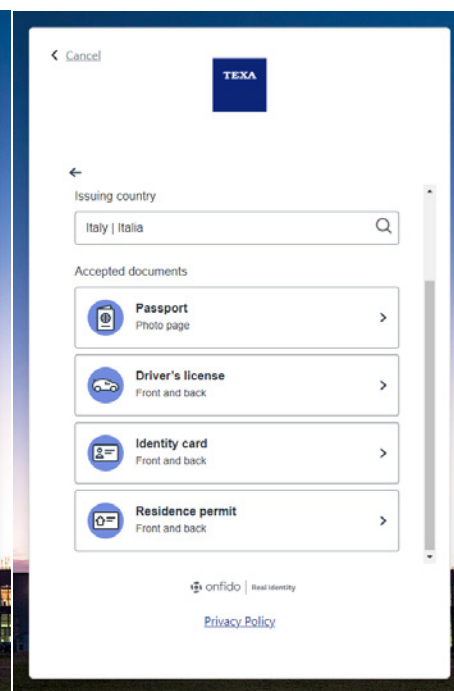 Cancel
TEXA
Issuing country
Italy | Italia
Accepted documents
Passport
Photo page
Driver's license
Front and back
Identity card
Front and back
Residence permit
Front and back
onfido | Real Identity
Privacy Policy